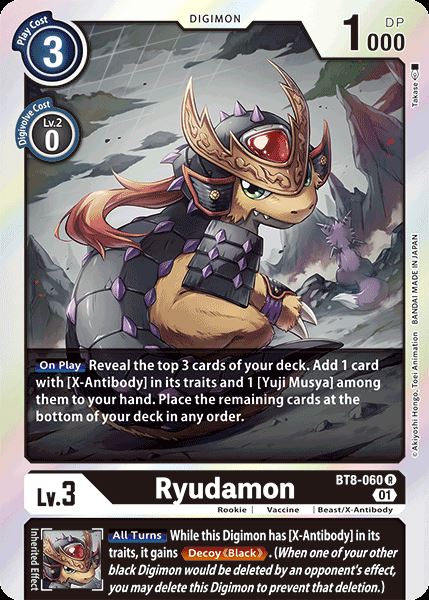 Play Cost
3
DIGIMON
DP
1000
Digivolve Cost
Lv.2
0
Takase
©Akiyoshi Hongo, Toei Animation BANDAI MADE IN JAPAN
On Play Reveal the top 3 cards of your deck. Add 1 card
with [X-Antibody] in its traits and 1 [Yuji Musya] among
them to your hand. Place the remaining cards at the
bottom of your deck in any order.
BT8-060 R
Lv.3
Ryudamon
01
Rookie | Vaccine | Beast/X-Antibody
Inherited Effect
All Turns While this Digimon has [X-Antibody] in its
traits, it gains Decoy《Black》. (When one of your other
black Digimon would be deleted by an opponent's effect,
you may delete this Digimon to prevent that deletion.)